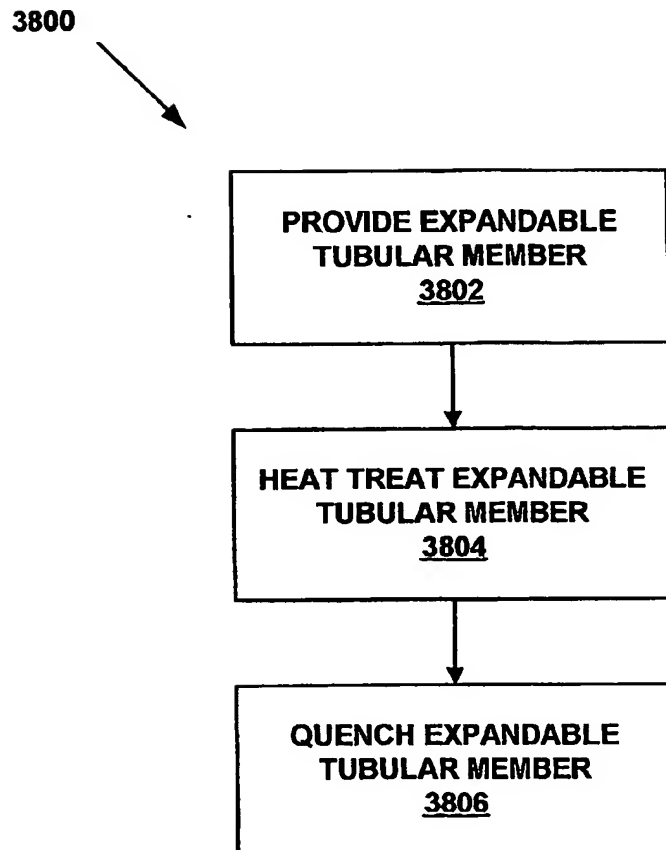 3800
PROVIDE EXPANDABLE
TUBULAR MEMBER
3802
HEAT TREAT EXPANDABLE
TUBULAR MEMBER
3804
QUENCH EXPANDABLE
TUBULAR MEMBER
3806